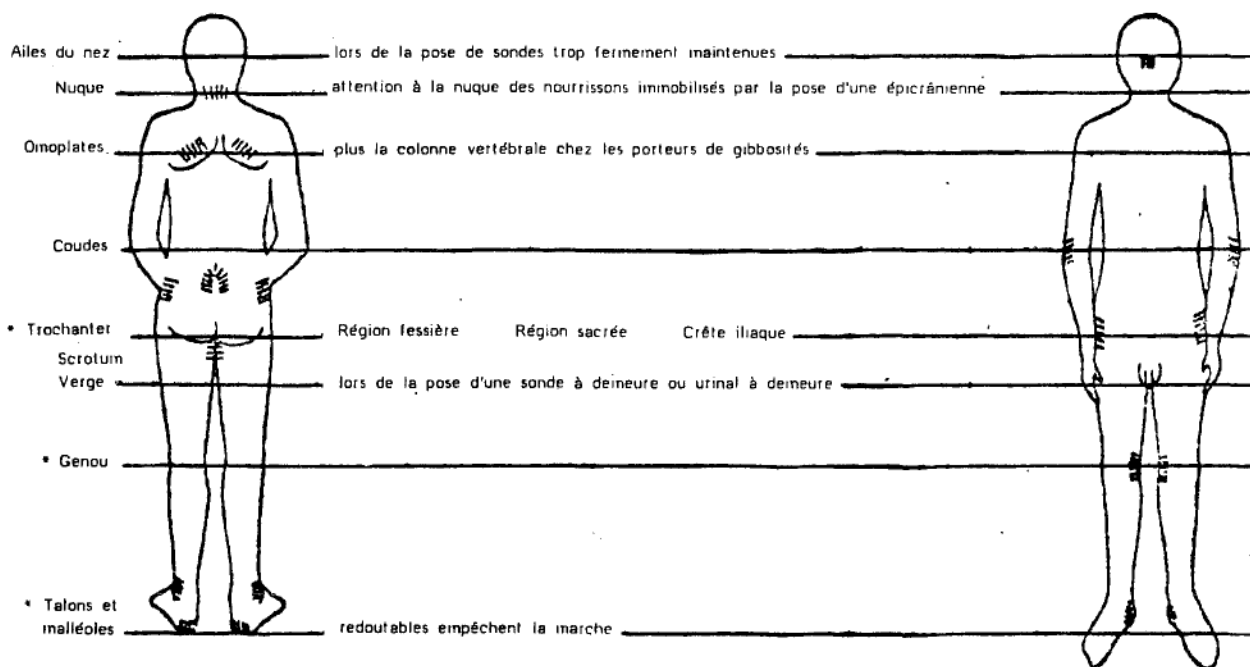 Ailes du nez lors de la pose de sondes trop fermement maintenues
Nuque attention à la nuque des nourrissons immobilisés par la pose d'une épicrânienne
Omoplates plus la colonne vertébrale chez les porteurs de gibbosités
Coudes
* Trochanter Région fessière Région sacrée Crête iliaque
Scrotum
Verge lors de la pose d'une sonde à demeure ou urinal à demeure
* Genou
* Talons et
malléoles redoutables empêchent la marche